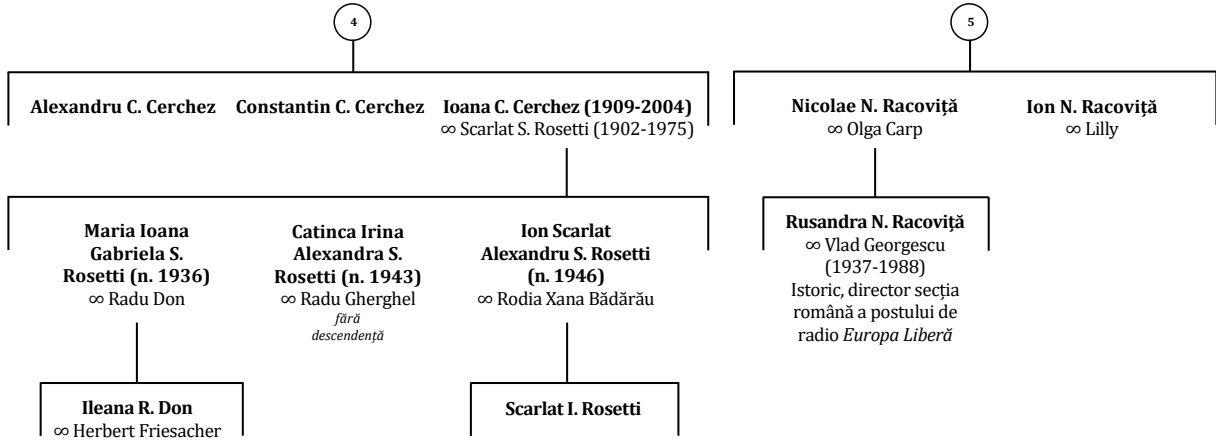 4
5
Alexandru C. Cerchez
Constantin C. Cerchez
Ioana C. Cerchez (1909-2004)
∞ Scarlat S. Rosetti (1902-1975)
Nicolae N. Racoviță
∞ Olga Carp
Ion N. Racoviță
∞ Lilly
Maria Ioana
Gabriela S.
Rosetti (n. 1936)
∞ Radu Don
Catinca Irina
Alexandra S.
Rosetti (n. 1943)
∞ Radu Gherghel
fără
descendență
Ion Scarlat
Alexandru S. Rosetti
(n. 1946)
∞ Rodia Xana Bădărău
Rusandra N. Racoviță
∞ Vlad Georgescu
(1937-1988)
Istoric, director secția
română a postului de
radio Europa Liberă
Ileana R. Don
∞ Herbert Friesacher
Scarlat I. Rosetti